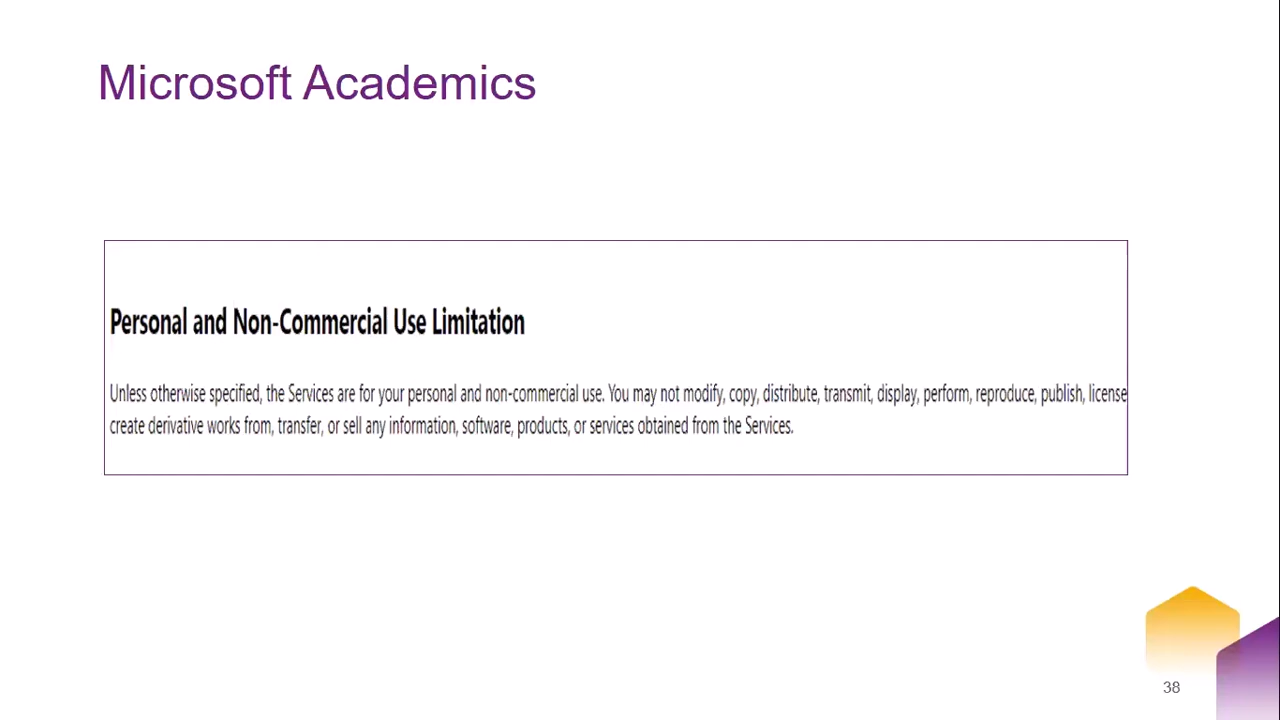 Microsoft Academics
Personal and Non-Commercial Use Limitation
Unless otherwise specified, the Services are for your personal and non-commercial use. You may not modify, copy, distribute, transmit, display, perform, reproduce, publish, license
create derivative works from, transfer, or sell any information, software, products, or services obtained from the Services.
38